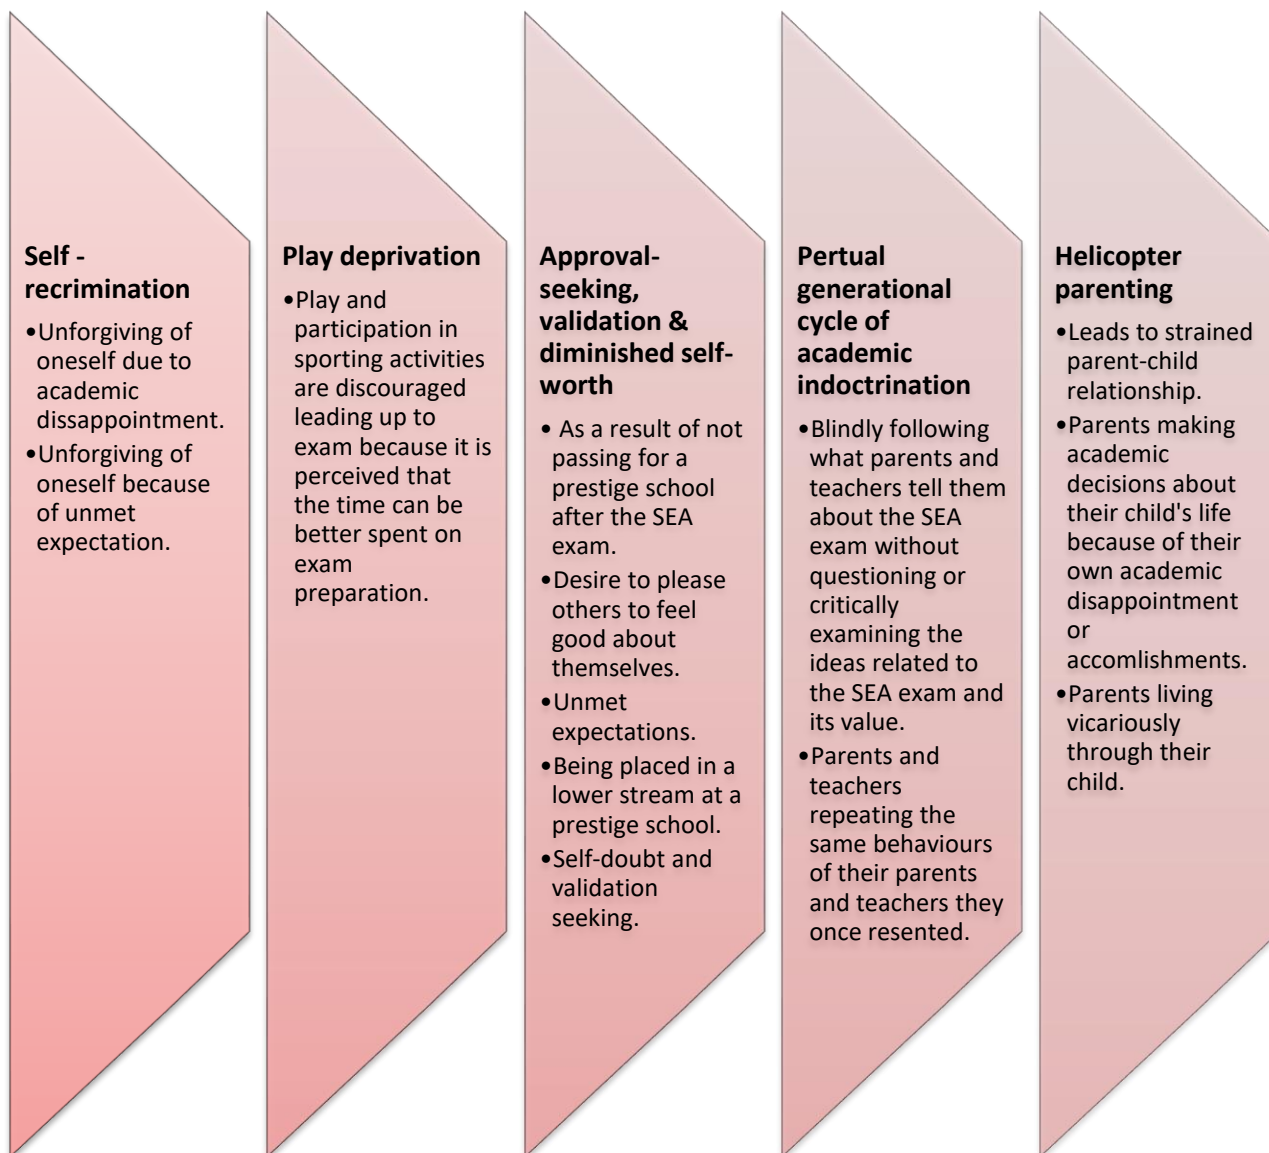 Self -
recrimination
•Unforgiving of
oneself due to
academic
dissappointment.
•Unforgiving of
oneself because
of unmet
expectation.
Play deprivation
•Play and
participation in
sporting activities
are discouraged
leading up to
exam because it is
perceived that
the time can be
better spent on
exam
preparation.
Approval-
seeking,
validation &
diminished self-
worth
• As a result of not
passing for a
prestige school
after the SEA
exam.
•Desire to please
others to feel
good about
themselves.
•Unmet
expectations.
•Being placed in a
lower stream at a
prestige school.
•Self-doubt and
validation
seeking.
Pertual
generational
cycle of
academic
indoctrination
•Blindly following
what parents and
teachers tell them
about the SEA
exam without
questioning or
critically
examining the
ideas related to
the SEA exam and
its value.
•Parents and
teachers
repeating the
same behaviours
of their parents
and teachers they
once resented.
Helicopter
parenting
•Leads to strained
parent-child
relationship.
•Parents making
academic
decisions about
their child's life
because of their
own academic
disappointment
or
accomlishments.
•Parents living
vicariously
through their
child.